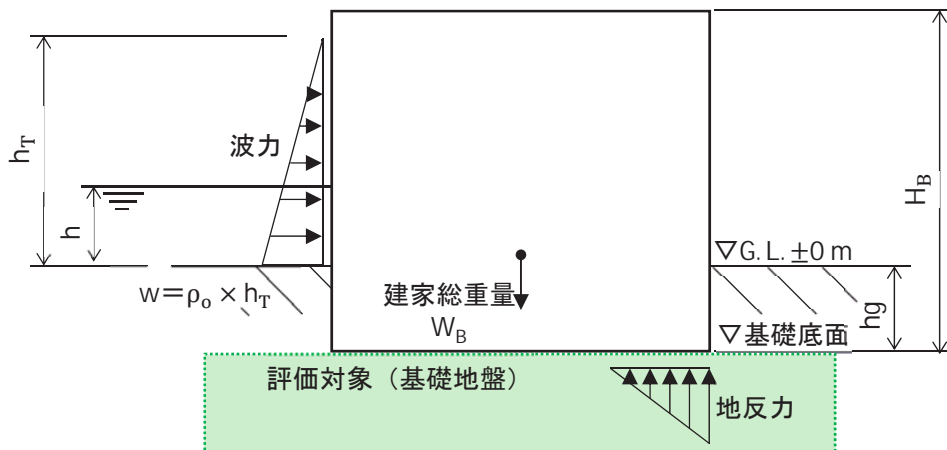 h_T
波力
h
w＝ρ₀ × h_T
建家総重量
W_B
H_B
▽G.L.±0 m
hg
▽基礎底面
評価対象（基礎地盤）
地反力